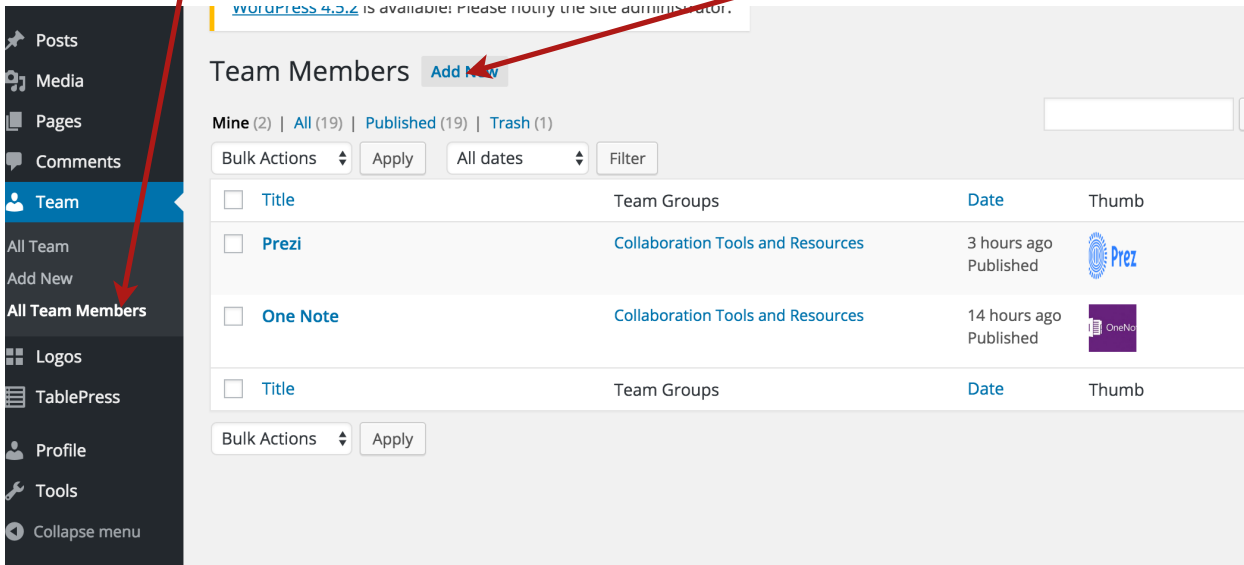 WordPress 4.5.2 is available! Please notify the site administrator.
Posts
Media
Pages
Comments
Team
All Team
Add New
All Team Members
Logos
TablePress
Profile
Tools
Collapse menu
Team Members Add New
Mine (2) | All (19) | Published (19) | Trash (1)
Bulk Actions Apply All dates Filter
Title Team Groups Date Thumb
Prezi Collaboration Tools and Resources 3 hours ago
Published
Prez
One Note Collaboration Tools and Resources 14 hours ago
Published
OneNo
Title Team Groups Date Thumb
Bulk Actions Apply